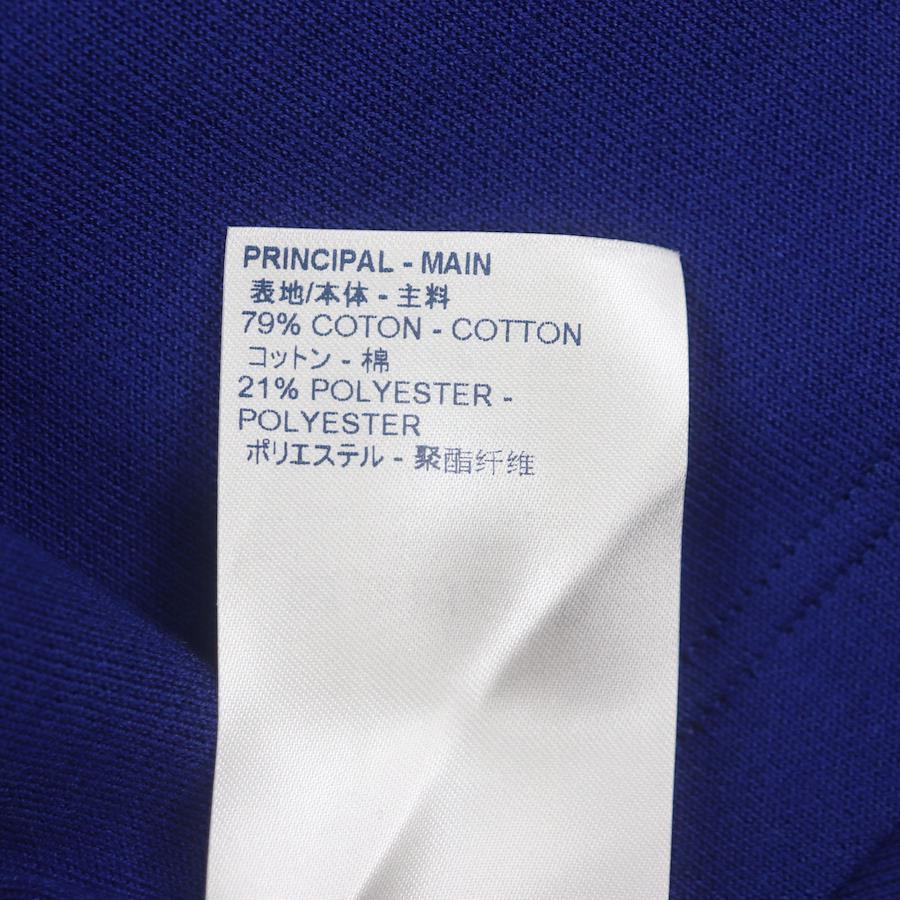 PRINCIPAL - MAIN
表地/本体 - 主料
79% COTON - COTTON
コットン - 棉
21% POLYESTER -
POLYESTER
ポリエステル - 聚酯纤维